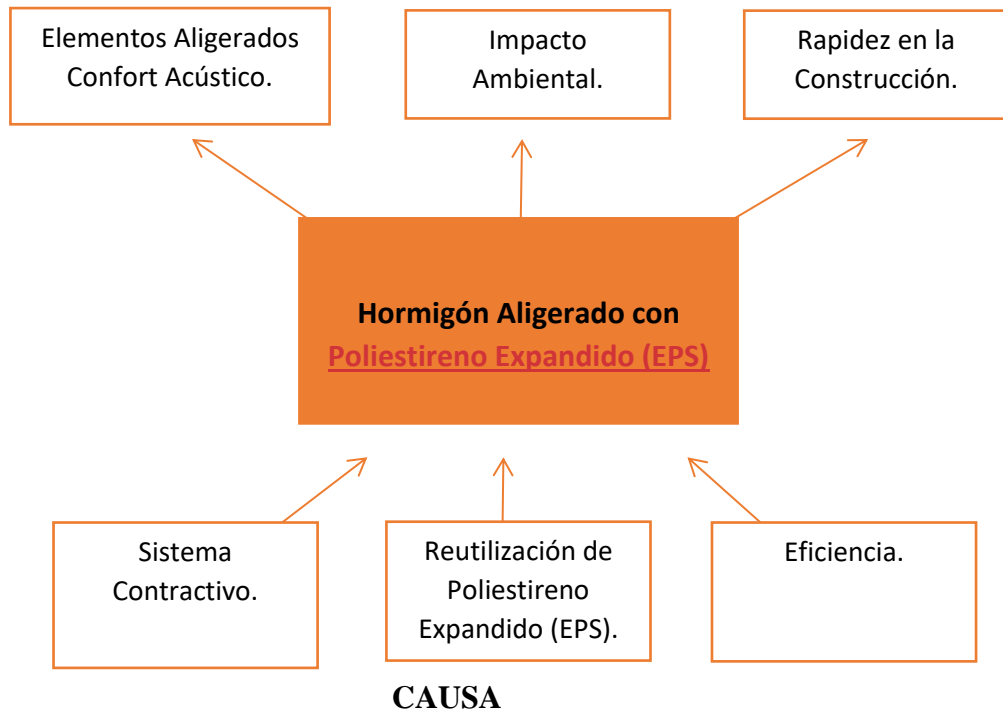 Elementos Aligerados
Confort Acústico.
Impacto
Ambiental.
Rapidez en la
Construcción.
Hormigón Aligerado con
Poliestireno Expandido (EPS)
Sistema
Contractivo.
Reutilización de
Poliestireno
Expandido (EPS).
Eficiencia.
CAUSA